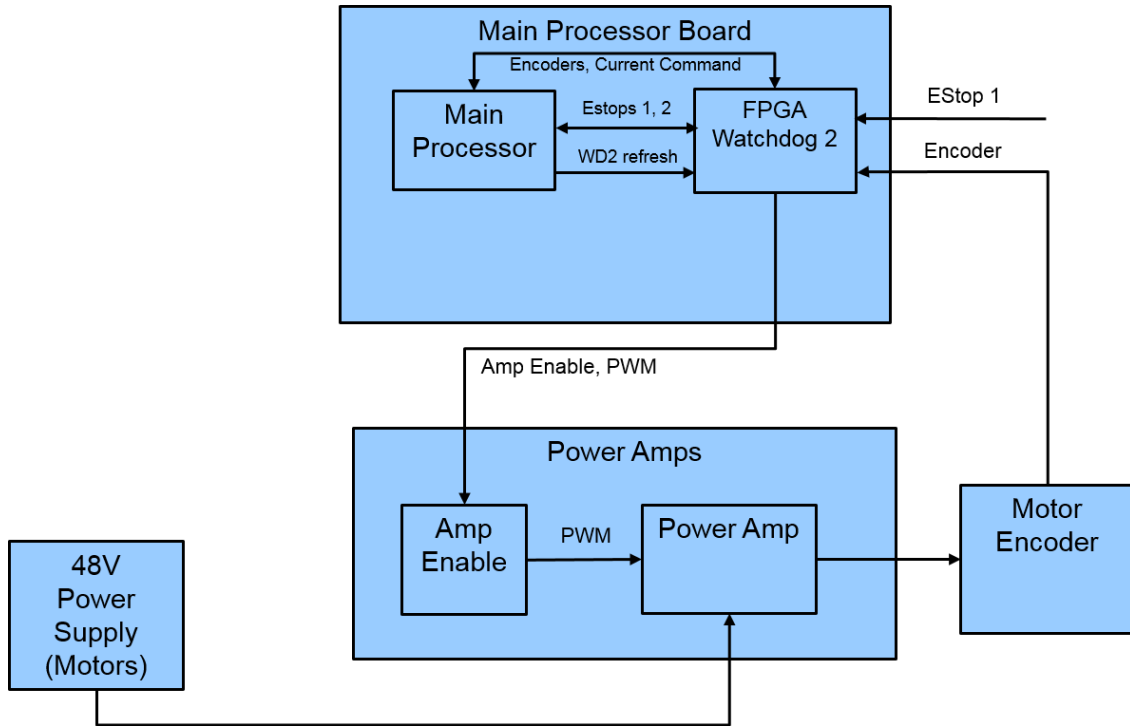 Main Processor Board
Encoders, Current Command
Main
Processor
Estops 1, 2
WD2 refresh
FPGA
Watchdog 2
EStop 1
Encoder
Amp Enable, PWM
Power Amps
Amp
Enable
PWM
Power Amp
Motor
Encoder
48V
Power
Supply
(Motors)